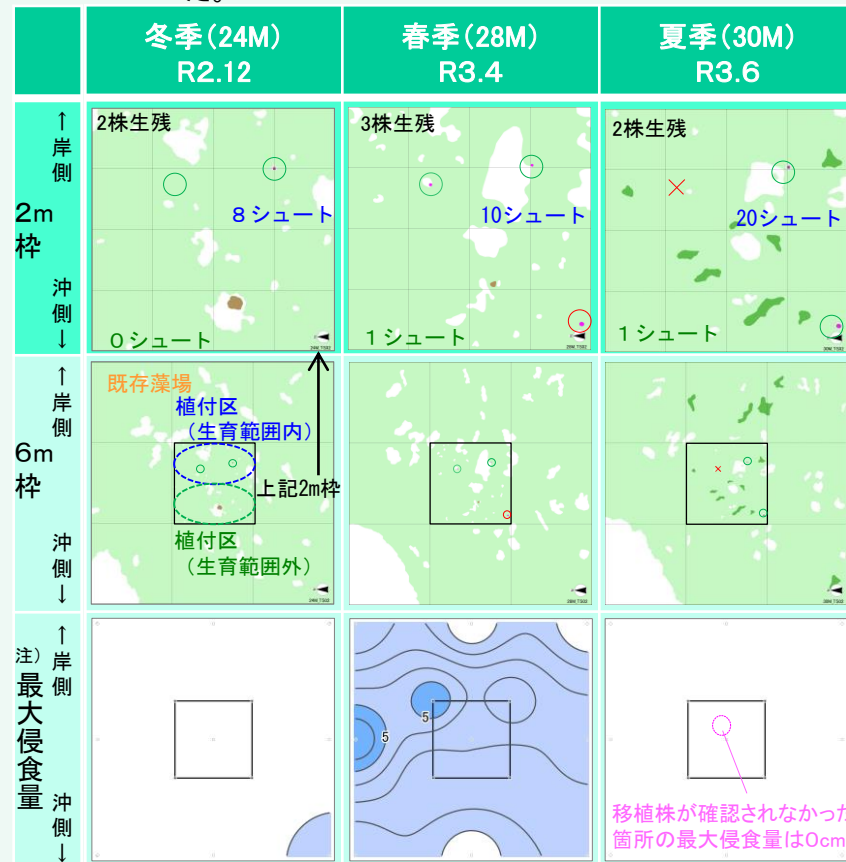 た。
冬季(24M)
R2.12
春季(28M)
R3.4
夏季(30M)
R3.6
↑岸側
2m枠
沖側↓
2株生残
8シュート
0シュート
3株生残
10シュート
1シュート
2株生残
20シュート
1シュート
↑岸側
6m枠
沖側↓
既存藻場
植付区
(生育範囲内)
上記2m枠
植付区
(生育範囲外)
↑岸側
注)最大侵食量
沖側↓
5
5
移植株が確認されなかった
箇所の最大侵食量は0cm